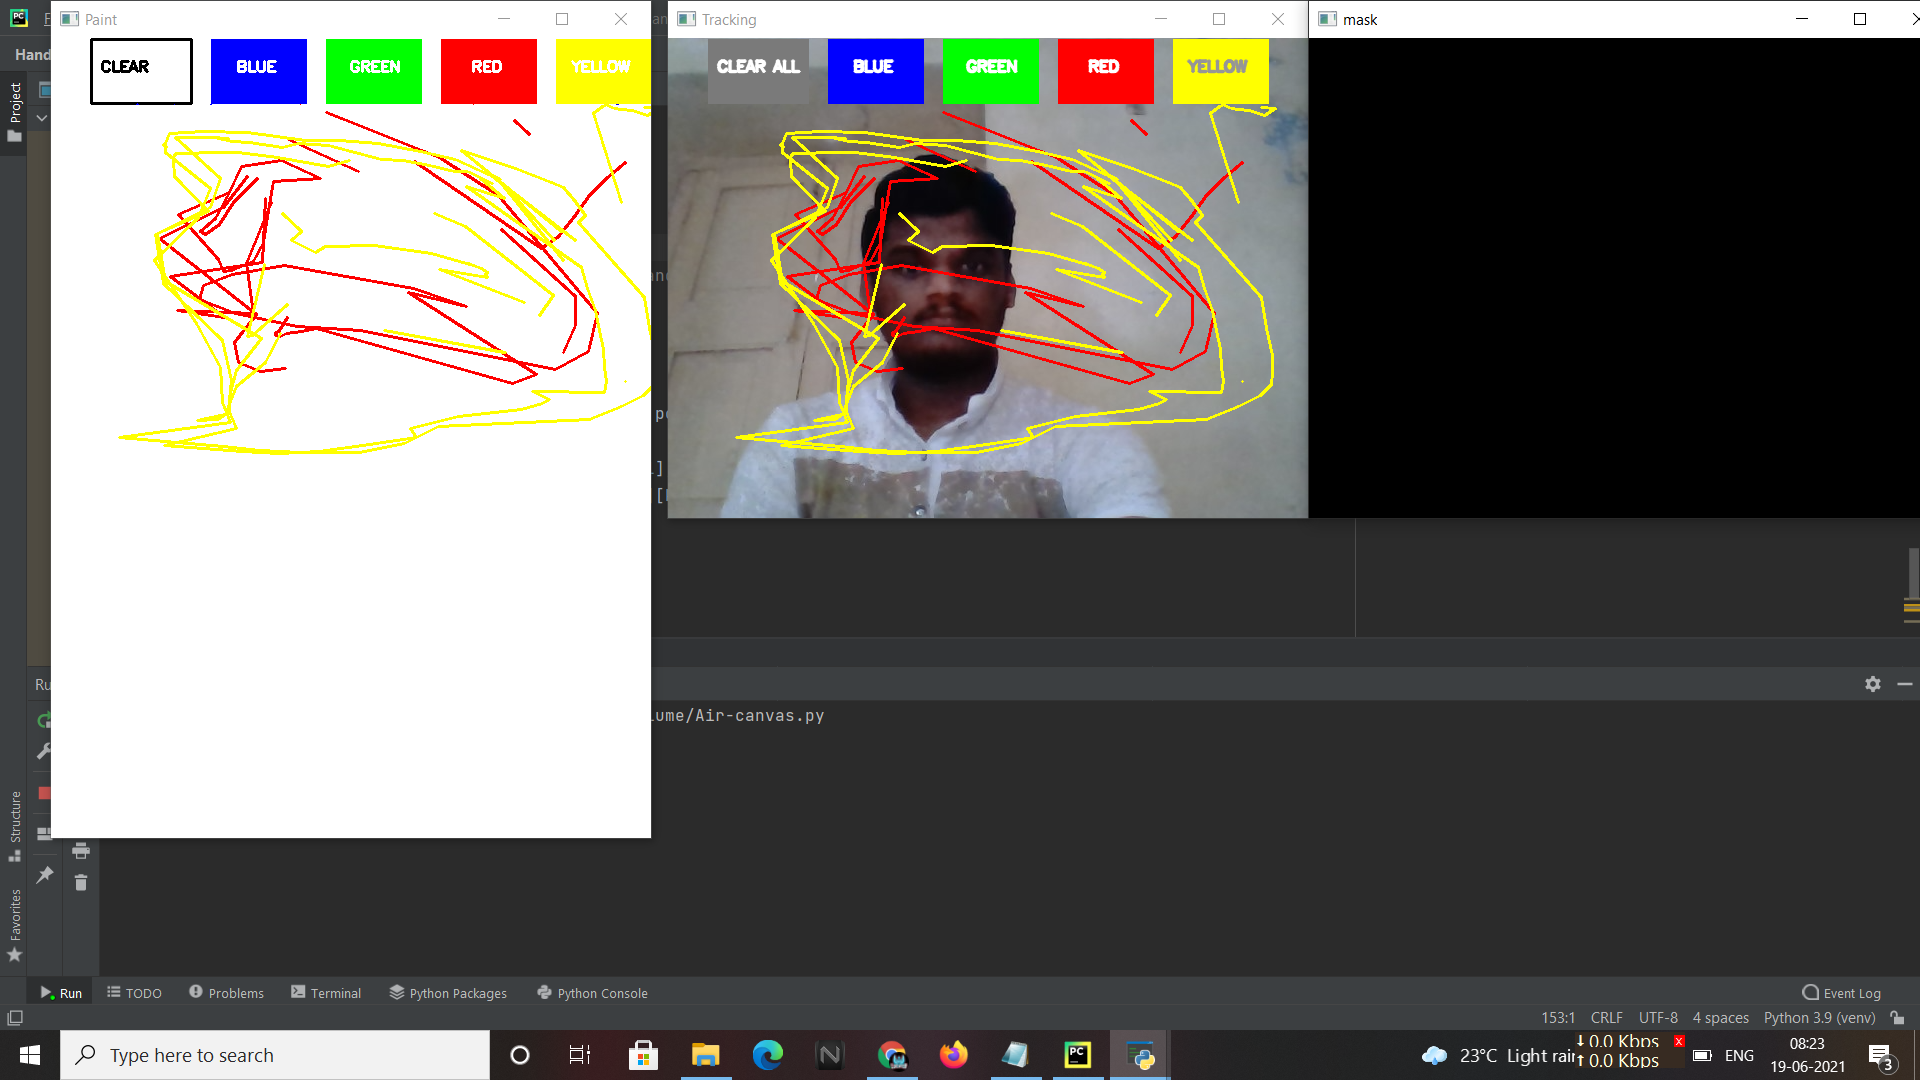 Paint
Tracking
mask
CLEAR
BLUE
GREEN
RED
YELLOW
CLEAR ALL
BLUE
GREEN
RED
YELLOW
PC
F
Hand
Project
Structure
Favorites
Ru
ume/Air-canvas.py
Run
TODO
Problems
Terminal
Python Packages
Python Console
Event Log
153:1
CRLF
UTF-8
4 spaces
Python 3.9 (venv)
Type here to search
N
PC
23°C Light rain
↓0.0 Kbps
x
↑0.0 Kbps
ENG
08:23
19-06-2021
3